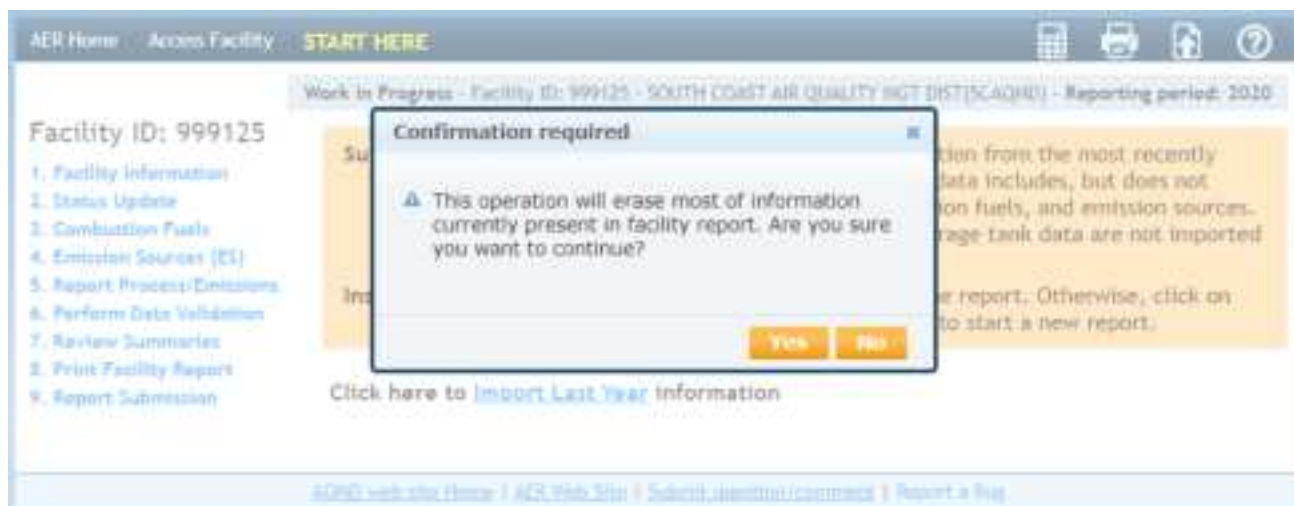 AER Home Access Facility START HERE
Work in Progress - Facility ID: 999125 - SOUTH COAST AIR QUALITY MGT DIST(SCAQMD) - Reporting period: 2020
Facility ID: 999125
1. Facility Information
2. Status Update
3. Combustion Fuels
4. Emission Sources (ES)
5. Report Process/Emissions
6. Perform Data Validation
7. Review Summaries
8. Print Facility Report
9. Report Submission
Su
tion from the most recently
data includes, but does not
ion fuels, and emission sources.
rage tank data are not imported
Ins
e report. Otherwise, click on
to start a new report.
Confirmation required
This operation will erase most of information
currently present in facility report. Are you sure
you want to continue?
Yes No
Click here to Import Last Year information
AQMD web site Home | AER Web Site | Submit question/comment | Report a Bug